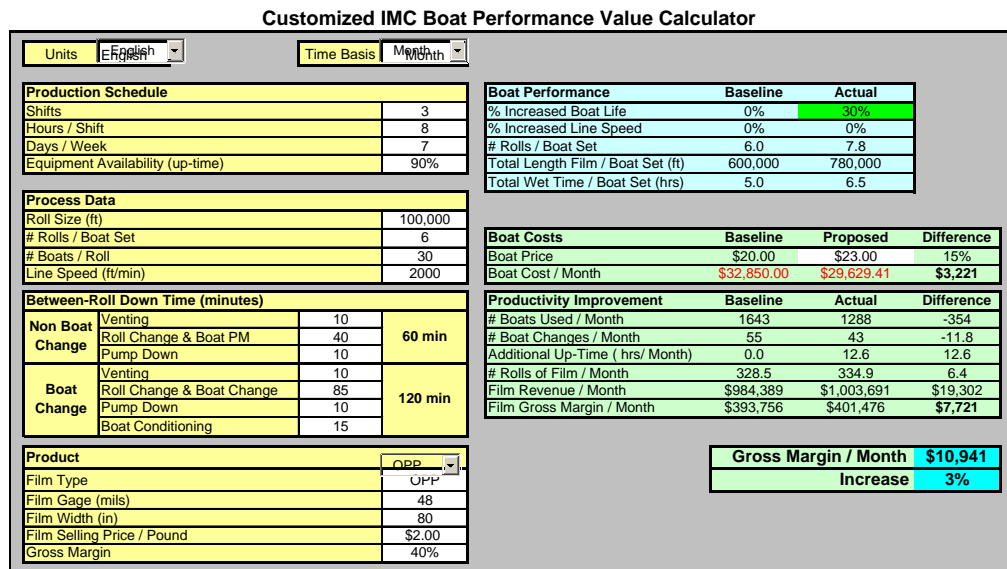 Customized IMC Boat Performance Value Calculator
Units English English Time Basis Month Month
Production Schedule
Shifts 3
Hours / Shift 8
Days / Week 7
Equipment Availability (up-time) 90%
Process Data
Roll Size (ft) 100,000
# Rolls / Boat Set 6
# Boats / Roll 30
Line Speed (ft/min) 2000
Between-Roll Down Time (minutes)
Non Boat Change
Venting 10
Roll Change & Boat PM 40
Pump Down 10
60 min
Boat Change
Venting 10
Roll Change & Boat Change 85
Pump Down 10
Boat Conditioning 15
120 min
Product OPP
Film Type OPP
Film Gage (mils) 48
Film Width (in) 80
Film Selling Price / Pound $2.00
Gross Margin 40%
Boat Performance Baseline Actual
% Increased Boat Life 0% 30%
% Increased Line Speed 0% 0%
# Rolls / Boat Set 6.0 7.8
Total Length Film / Boat Set (ft) 600,000 780,000
Total Wet Time / Boat Set (hrs) 5.0 6.5
Boat Costs Baseline Proposed Difference
Boat Price $20.00 $23.00 15%
Boat Cost / Month $32,850.00 $29,629.41 $3,221
Productivity Improvement Baseline Actual Difference
# Boats Used / Month 1643 1288 -354
# Boat Changes / Month 55 43 -11.8
Additional Up-Time ( hrs/ Month) 0.0 12.6 12.6
# Rolls of Film / Month 328.5 334.9 6.4
Film Revenue / Month $984,389 $1,003,691 $19,302
Film Gross Margin / Month $393,756 $401,476 $7,721
Gross Margin / Month $10,941
Increase 3%